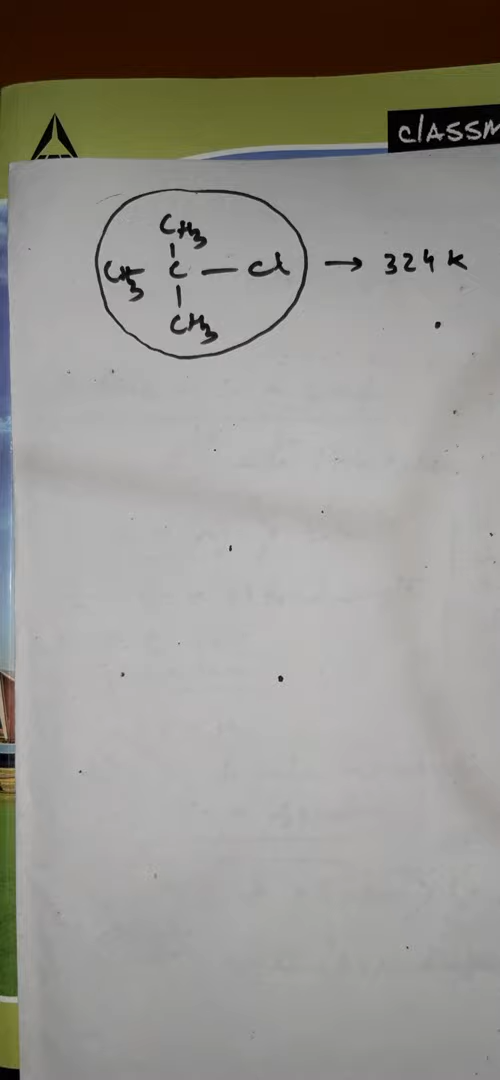 CLASSM
CH3
|
CH3 - C — Cl → 324 K
|
CH3